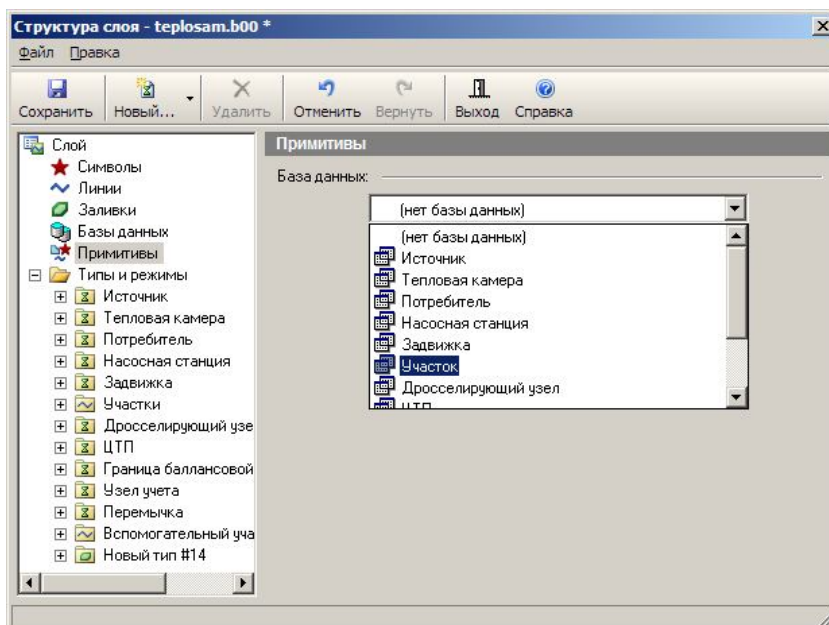 Структура слоя - teplosam.b00 *
Файл Правка
Сохранить Новый... Удалить Отменить Вернуть Выход Справка
Слой
Символы
Линии
Заливки
Базы данных
Примитивы
Типы и режимы
Источник
Тепловая камера
Потребитель
Насосная станция
Задвижка
Участки
Дросселирующий узе
ЦТП
Граница баллансовой
Узел учета
Перемычка
Вспомогательный уча
Новый тип #14
Примитивы
База данных:
(нет базы данных)
(нет базы данных)
Источник
Тепловая камера
Потребитель
Насосная станция
Задвижка
Участок
Дросселирующий узел
ЦТП